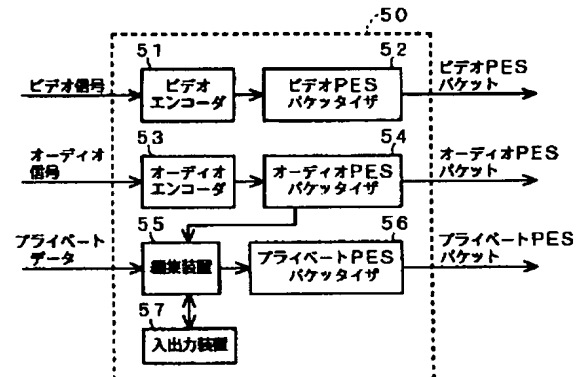 50
51
52
ビデオ信号
ビデオ
エンコーダ
ビデオPES
パケッタイザ
ビデオPES
パケット
53
54
オーディオ
信号
オーディオ
エンコーダ
オーディオPES
パケッタイザ
オーディオPES
パケット
55
56
プライベート
データ
編集装置
プライベートPES
パケッタイザ
プライベートPES
パケット
57
入出力装置